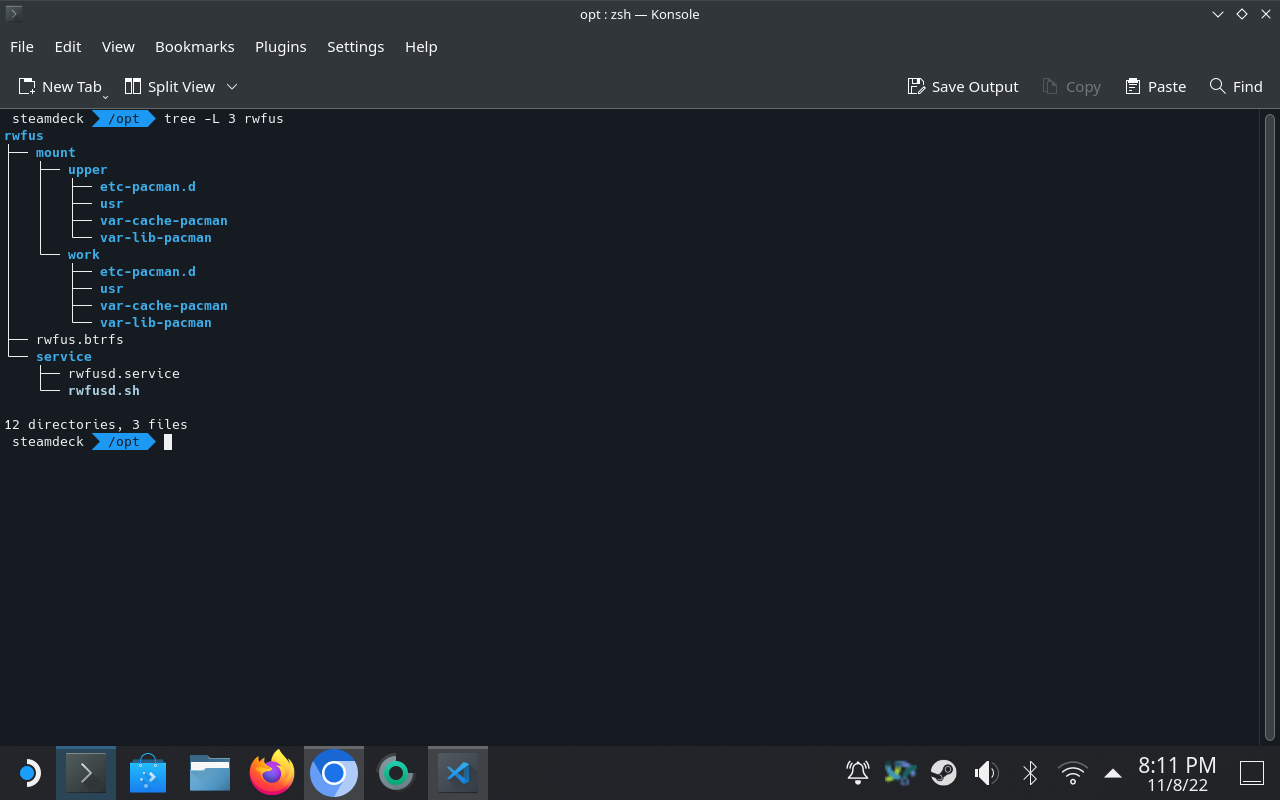 opt : zsh — Konsole
File Edit View Bookmarks Plugins Settings Help
New Tab Split View Save Output Copy Paste Find
steamdeck /opt tree -L 3 rwfus
rwfus
├── mount
│   ├── upper
│   │   ├── etc-pacman.d
│   │   ├── usr
│   │   ├── var-cache-pacman
│   │   └── var-lib-pacman
│   └── work
│       ├── etc-pacman.d
│       ├── usr
│       ├── var-cache-pacman
│       └── var-lib-pacman
├── rwfus.btrfs
└── service
    ├── rwfusd.service
    └── rwfusd.sh
12 directories, 3 files
steamdeck /opt
8:11 PM
11/8/22